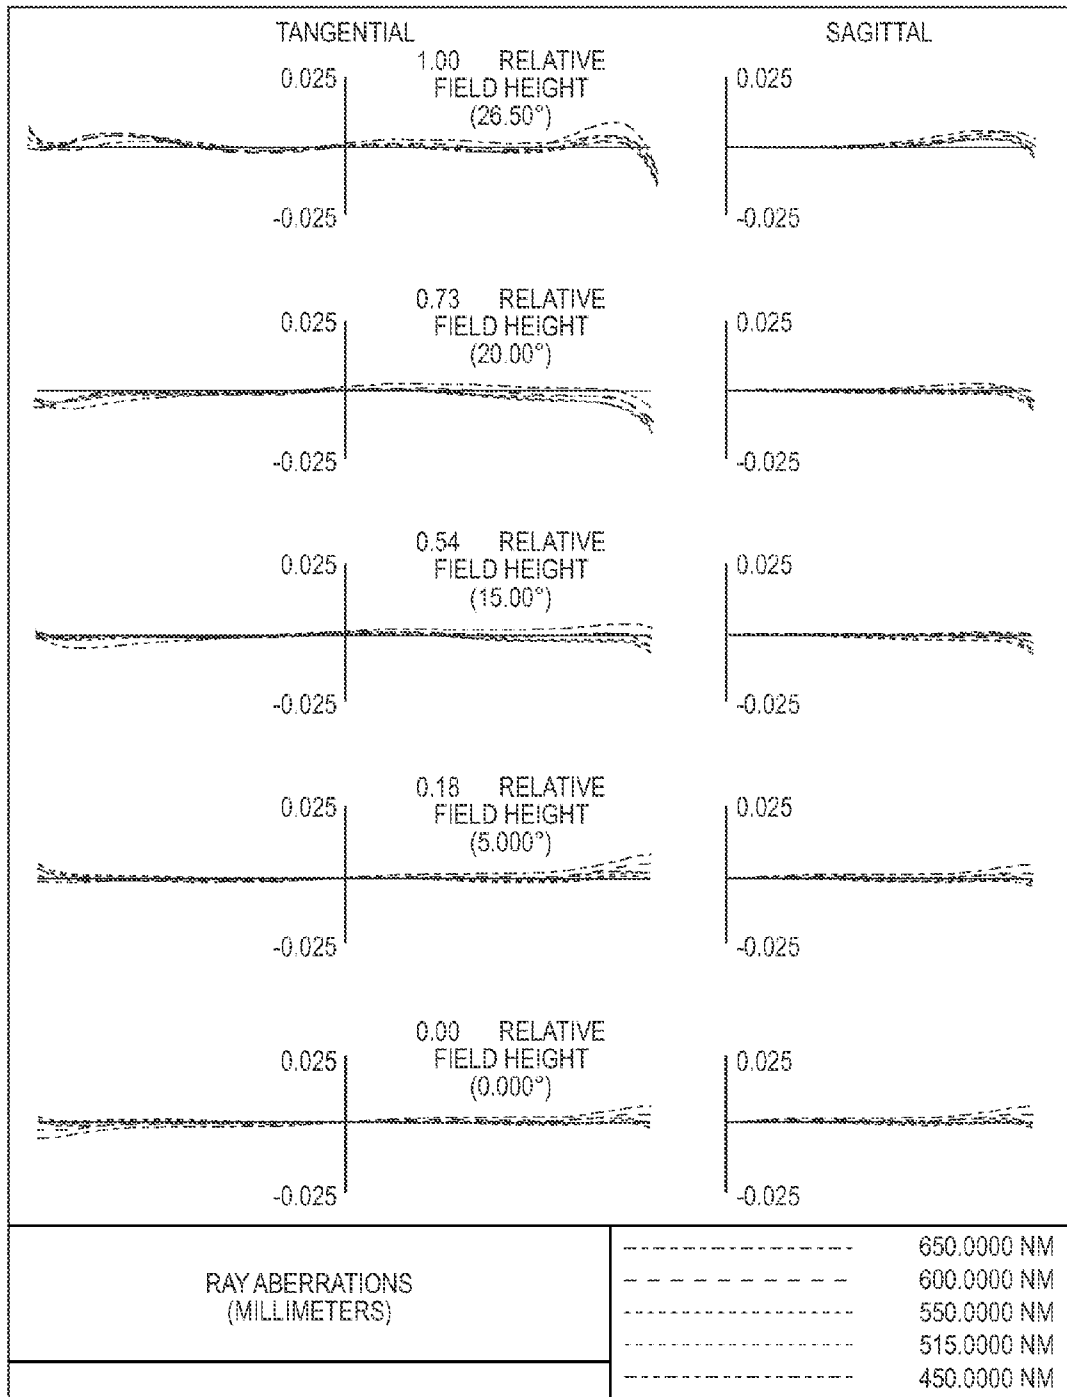 TANGENTIAL
SAGITTAL
1.00 RELATIVE
FIELD HEIGHT
(26.50°)
0.025
0.025
-0.025
-0.025
0.73 RELATIVE
FIELD HEIGHT
(20.00°)
0.025
0.025
-0.025
-0.025
0.54 RELATIVE
FIELD HEIGHT
(15.00°)
0.025
0.025
-0.025
-0.025
0.18 RELATIVE
FIELD HEIGHT
(5.000°)
0.025
0.025
-0.025
-0.025
0.00 RELATIVE
FIELD HEIGHT
(0.000°)
0.025
0.025
-0.025
-0.025
RAY ABERRATIONS
(MILLIMETERS)
650.0000 NM
600.0000 NM
550.0000 NM
515.0000 NM
450.0000 NM